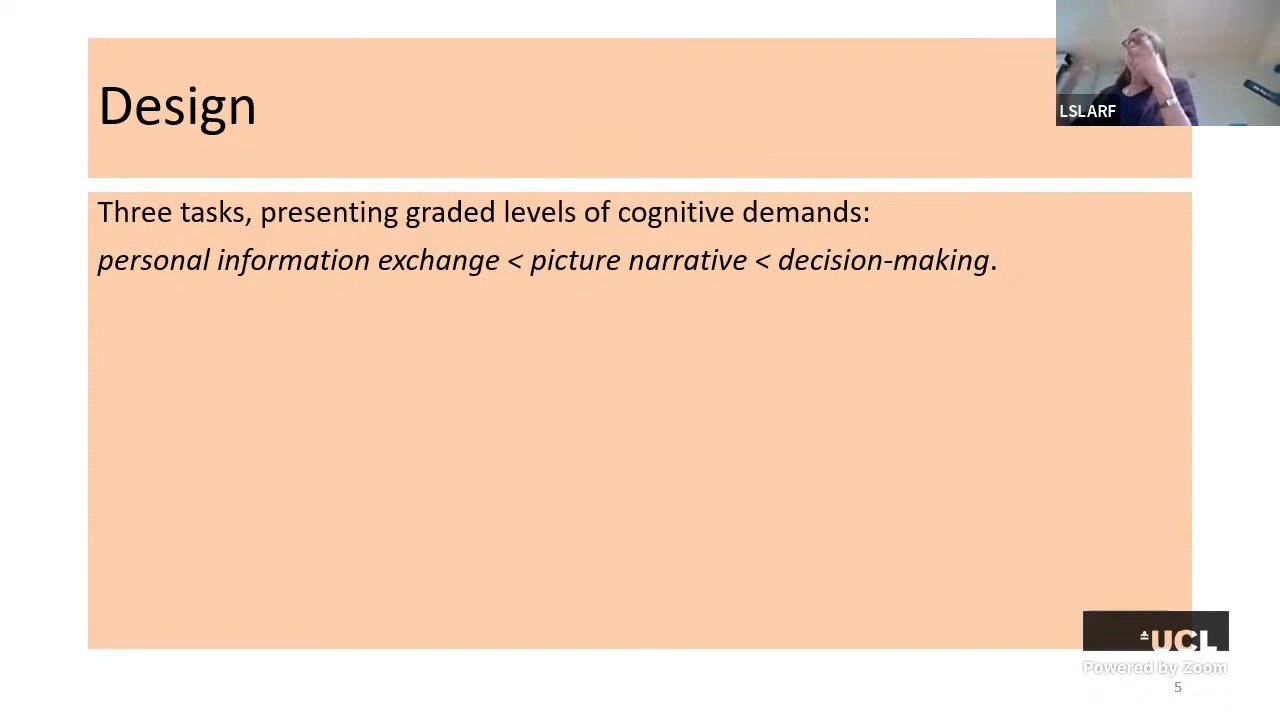 Design
LSLARF
Three tasks, presenting graded levels of cognitive demands:
personal information exchange < picture narrative < decision-making.
UCL
Powered by Zoom
5